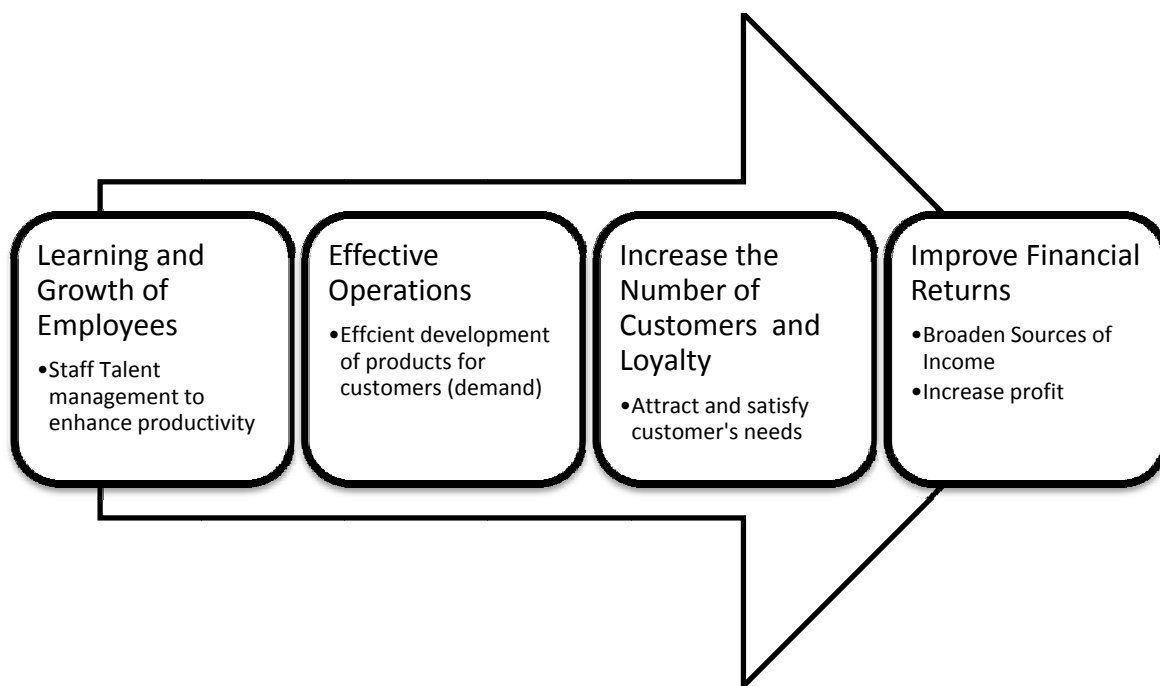 Learning and
Growth of
Employees
•Staff Talent
management to
enhance productivity
Effective
Operations
•Effcient development
of products for
customers (demand)
Increase the
Number of
Customers and
Loyalty
•Attract and satisfy
customer's needs
Improve Financial
Returns
•Broaden Sources of
Income
•Increase profit